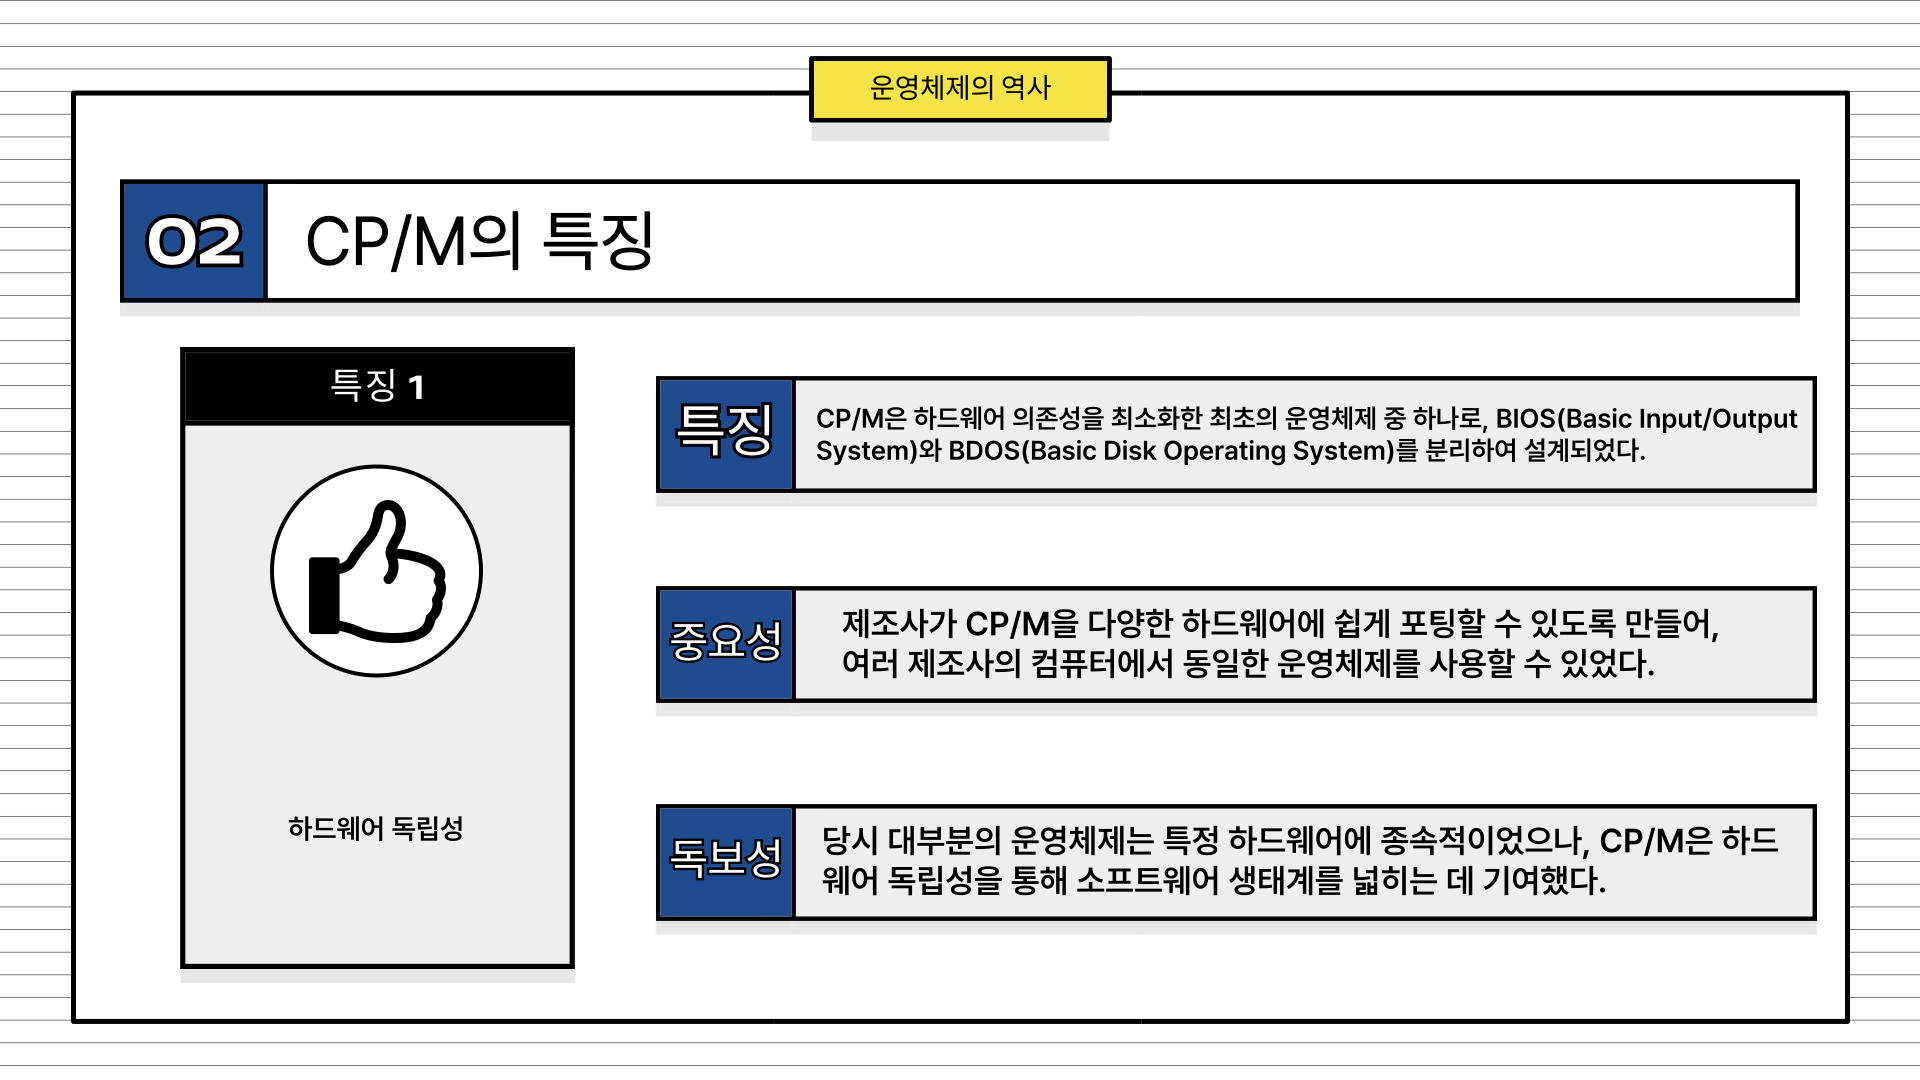 운영체제의 역사
02
CP/M의 특징
특징 1
하드웨어 독립성
특징
CP/M은 하드웨어 의존성을 최소화한 최초의 운영체제 중 하나로, BIOS(Basic Input/Output
System)와 BDOS(Basic Disk Operating System)를 분리하여 설계되었다.
중요성
제조사가 CP/M을 다양한 하드웨어에 쉽게 포팅할 수 있도록 만들어,
여러 제조사의 컴퓨터에서 동일한 운영체제를 사용할 수 있었다.
독보성
당시 대부분의 운영체제는 특정 하드웨어에 종속적이었으나, CP/M은 하드
웨어 독립성을 통해 소프트웨어 생태계를 넓히는 데 기여했다.